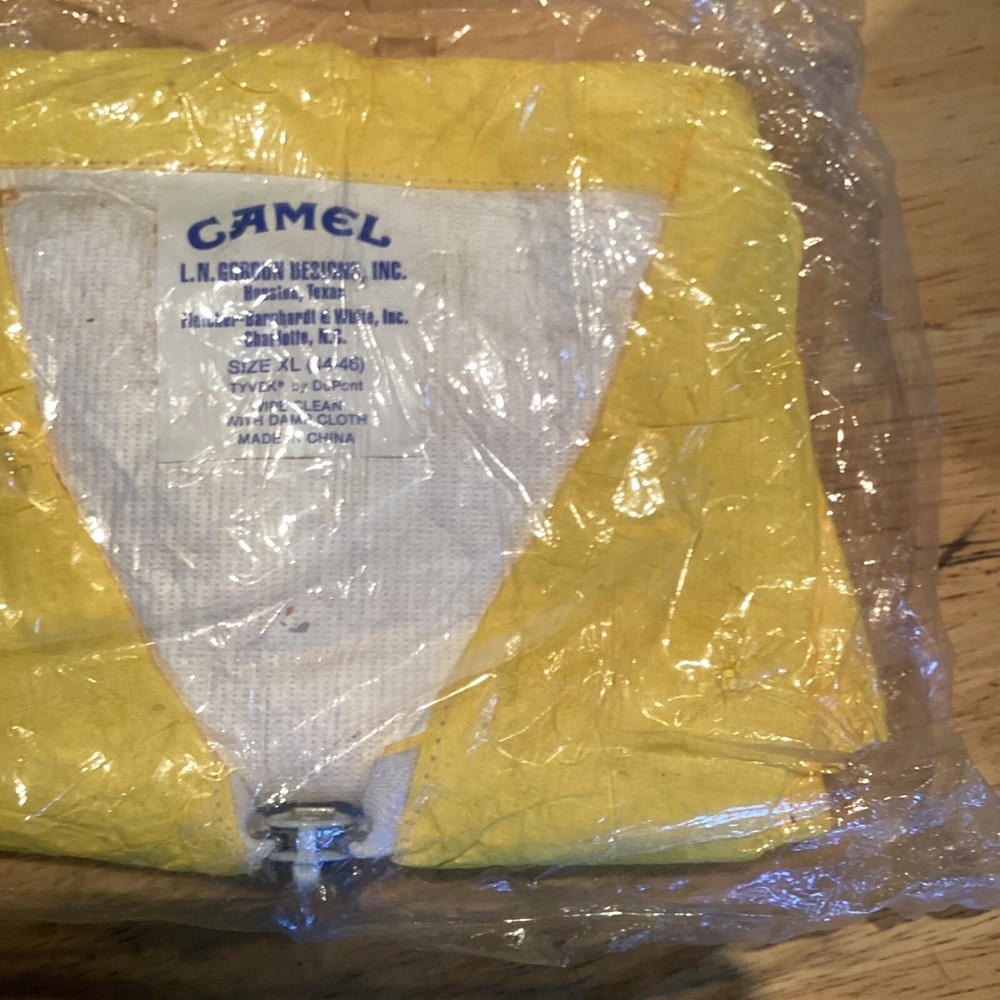 CAMEL
L.N. GORDON DESIGNS, INC.
Houston, Texas
Fletcher Barnhardt & White, Inc.
Charlotte, N.C.
SIZE XL (44-46)
TYVEK® by DuPont
WIPE CLEAN
WITH DAMP CLOTH
MADE IN CHINA